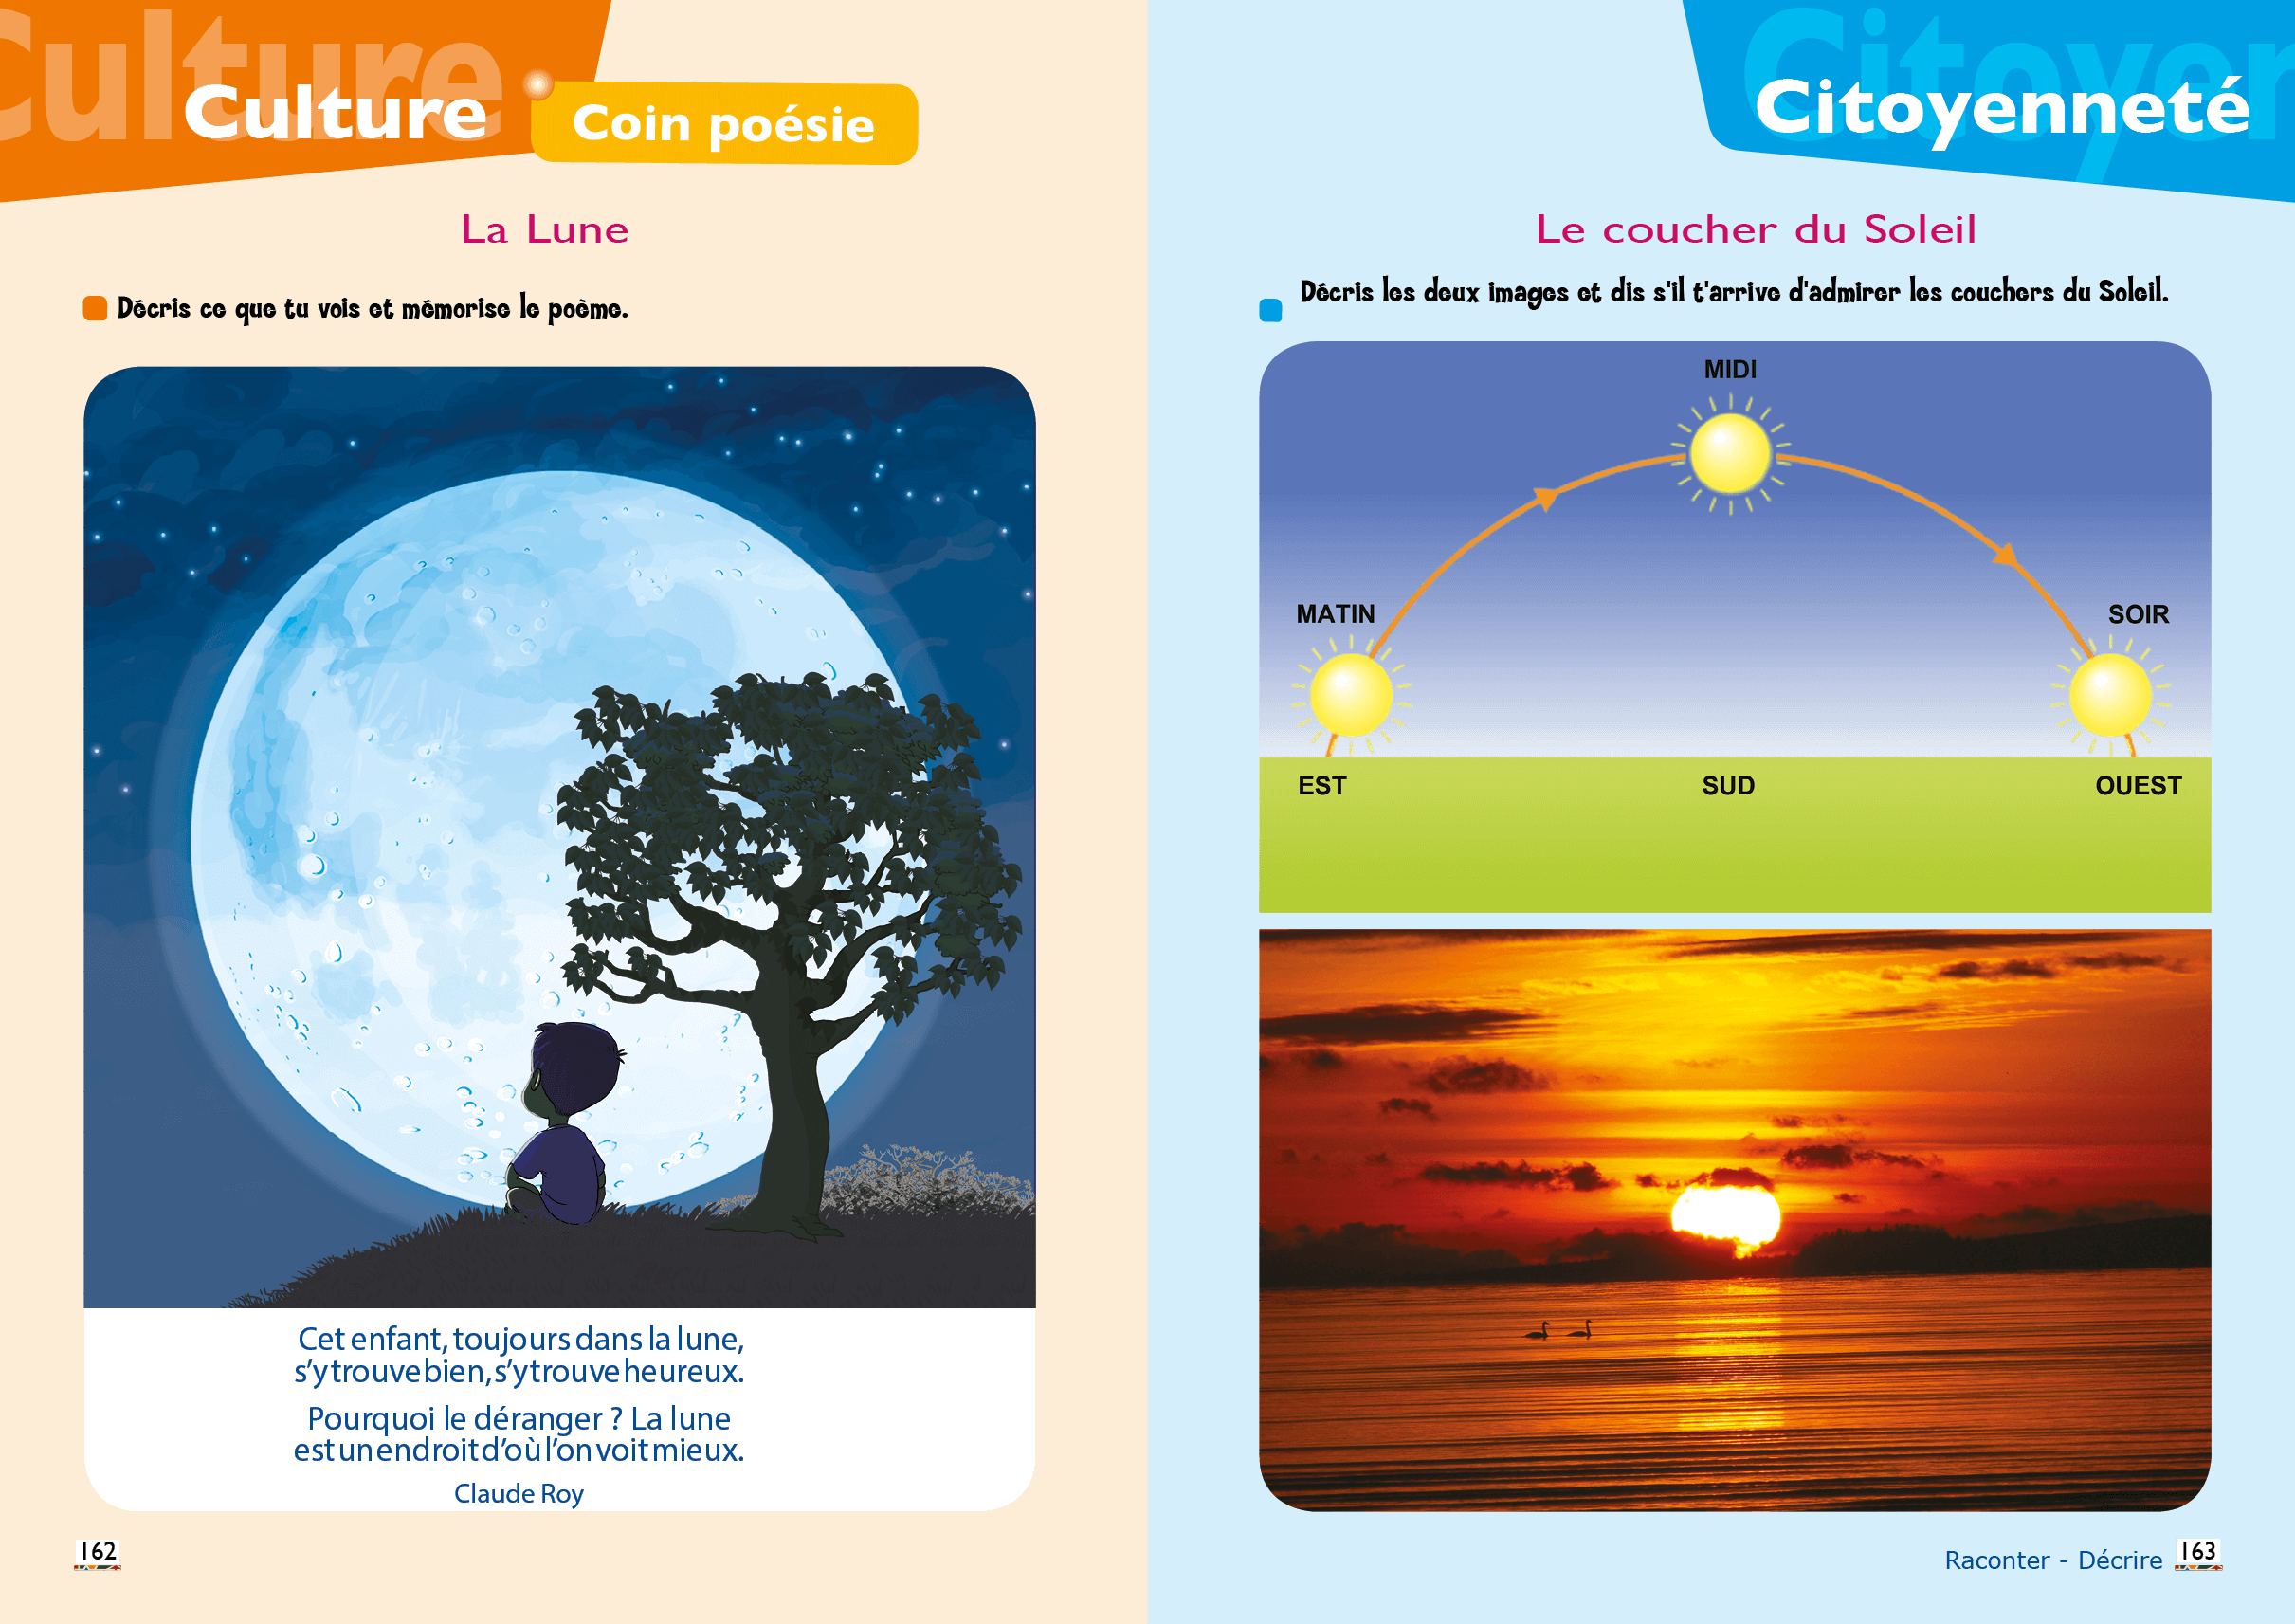 Culture
Culture
Coin poésie
La Lune
Décris ce que tu vois et mémorise le poème.
Cet enfant, toujours dans la lune,
s'y trouve bien, s'y trouve heureux.
Pourquoi le déranger ? La lune
est un endroit d'où l'on voit mieux.
Claude Roy
162
Citoyen
Citoyenneté
Le coucher du Soleil
Décris les deux images et dis s'il t'arrive d'admirer les couchers du Soleil.
MIDI
MATIN
SOIR
EST
SUD
OUEST
Raconter - Décrire
163